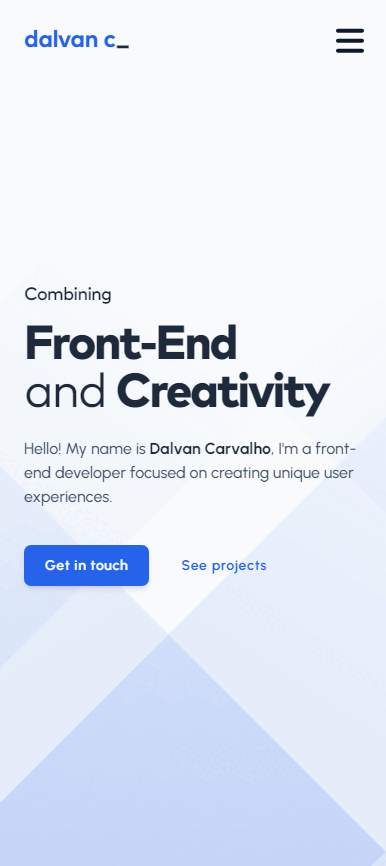 dalvan c_
Combining
Front-End
and Creativity
Hello! My name is Dalvan Carvalho, I'm a front-
end developer focused on creating unique user
experiences.
Get in touch
See projects